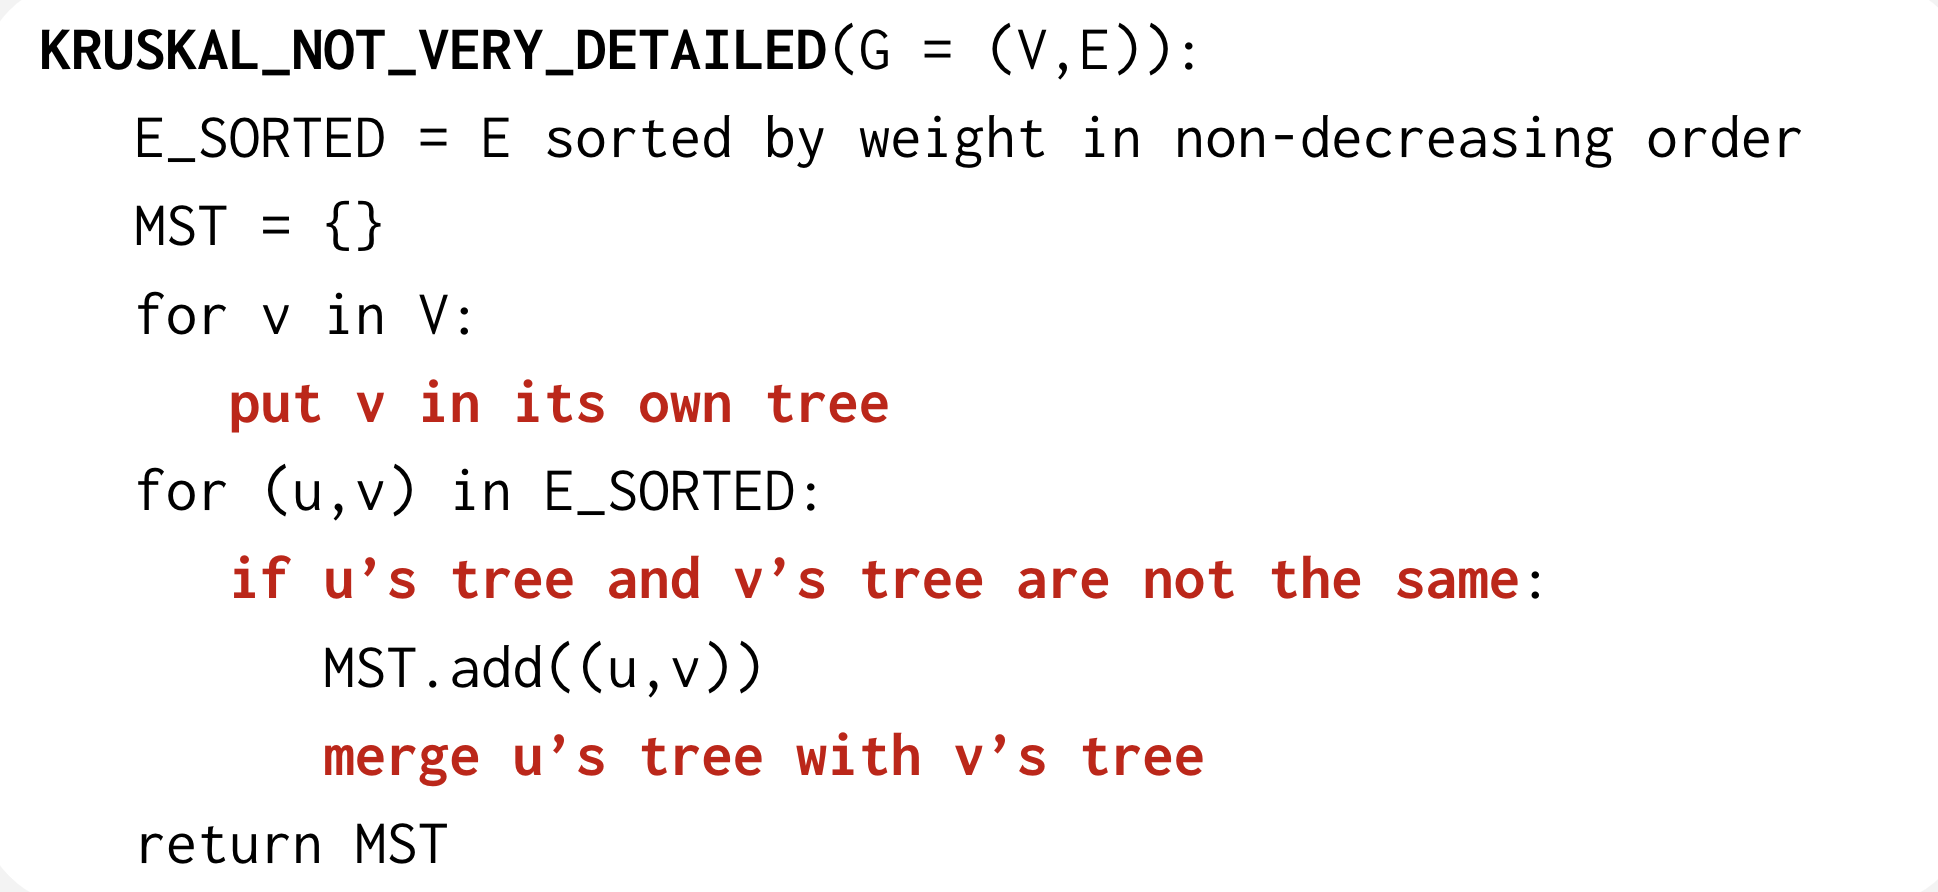 KRUSKAL_NOT_VERY_DETAILED(G = (V,E)):
E_SORTED = E sorted by weight in non-decreasing order
MST = {}
for v in V:
put v in its own tree
for (u,v) in E_SORTED:
if u’s tree and v’s tree are not the same:
MST.add((u,v))
merge u’s tree with v’s tree
return MST